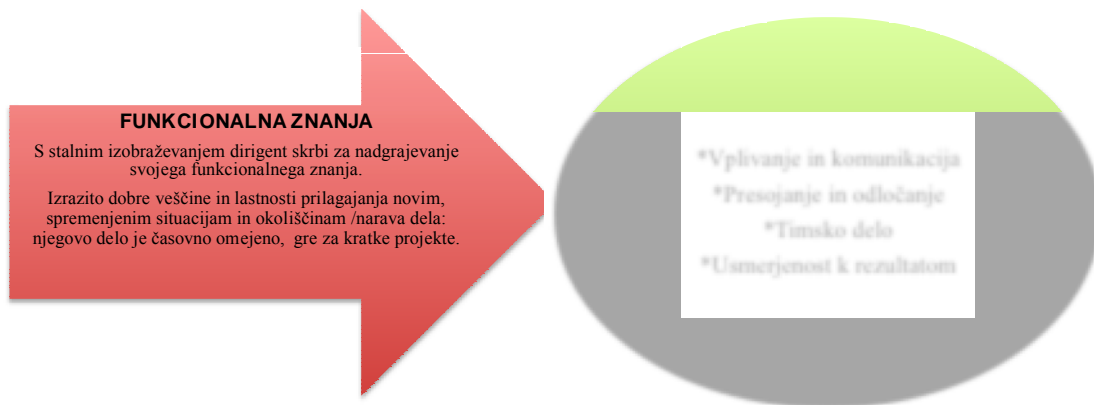 FUNKCIONALNA ZNANJA
S stalnim izobraževanjem dirigent skrbi za nadgrajevanje
svojega funkcionalnega znanja.
Izrazito dobre veščine in lastnosti prilagajanja novim,
spremenjenim situacijam in okoliščinam /narava dela:
njegovo delo je časovno omejeno, gre za kratke projekte.
*Vplivanje in komunikacija
*Presojanje in odločanje
*Timsko delo
*Usmerjenost k rezultatom